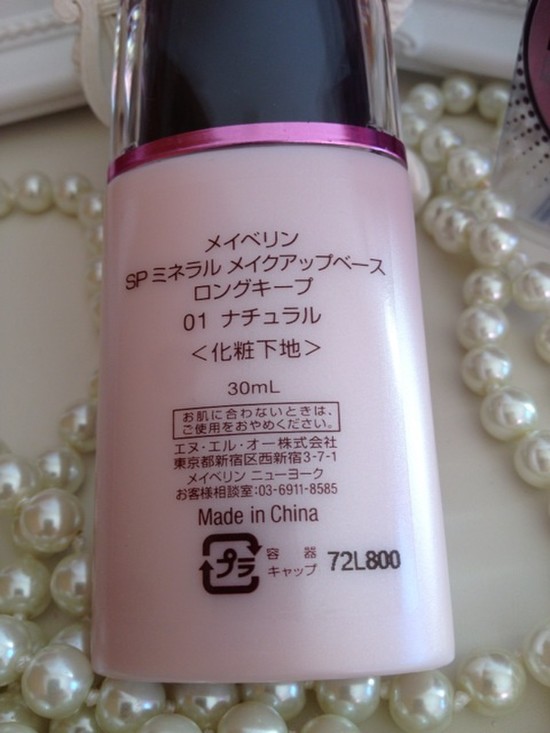 メイベリン
SP ミネラル メイクアップベース
ロングキープ
01 ナチュラル
<化粧下地>
30mL
お肌に合わないときは、
ご使用をおやめください。
エヌ・エル・オー株式会社
東京都新宿区西新宿3-7-1
メイベリン ニューヨーク
お客様相談室:03-6911-8585
Made in China
プラ
容器
キャップ
72L800